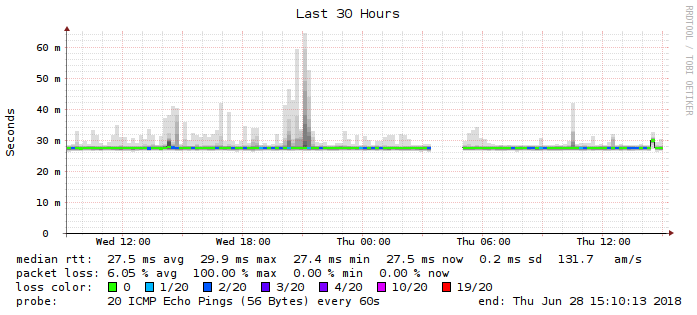 Last 30 Hours
RRDTOOL / TOBI OETIKER
Seconds
60 m
50 m
40 m
30 m
20 m
10 m
0
Wed 12:00 Wed 18:00 Thu 00:00 Thu 06:00 Thu 12:00
median rtt: 27.5 ms avg 29.9 ms max 27.4 ms min 27.5 ms now 0.2 ms sd 131.7 am/s
packet loss: 6.05 % avg 100.00 % max 0.00 % min 0.00 % now
loss color: 0 1/20 2/20 3/20 4/20 10/20 19/20
probe: 20 ICMP Echo Pings (56 Bytes) every 60s end: Thu Jun 28 15:10:13 2018